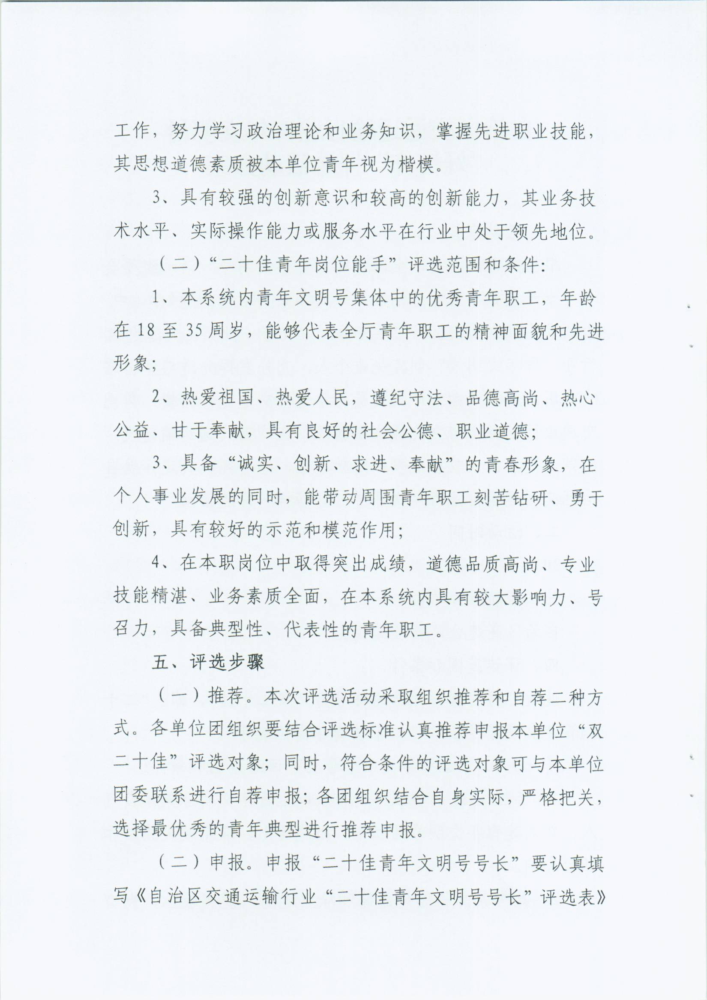 工作，努力学习政治理论和业务知识，掌握先进职业技能，
其思想道德素质被本单位青年视为楷模。
3、具有较强的创新意识和较高的创新能力，其业务技
术水平、实际操作能力或服务水平在行业中处于领先地位。
（二）“二十佳青年岗位能手”评选范围和条件：
1、本系统内青年文明号集体中的优秀青年职工，年龄
在 18 至 35 周岁，能够代表全厅青年职工的精神面貌和先进
形象；
2、热爱祖国、热爱人民，遵纪守法、品德高尚、热心
公益、甘于奉献，具有良好的社会公德、职业道德；
3、具备“诚实、创新、求进、奉献”的青春形象，在
个人事业发展的同时，能带动周围青年职工刻苦钻研、勇于
创新，具有较好的示范和模范作用；
4、在本职岗位中取得突出成绩，道德品质高尚、专业
技能精湛、业务素质全面，在本系统内具有较大影响力、号
召力，具备典型性、代表性的青年职工。
五、评选步骤
（一）推荐。本次评选活动采取组织推荐和自荐二种方
式。各单位团组织要结合评选标准认真推荐申报本单位“双
二十佳”评选对象；同时，符合条件的评选对象可与本单位
团委联系进行自荐申报；各团组织结合自身实际，严格把关，
选择最优秀的青年典型进行推荐申报。
（二）申报。申报“二十佳青年文明号号长”要认真填
写《自治区交通运输行业“二十佳青年文明号号长”评选表》